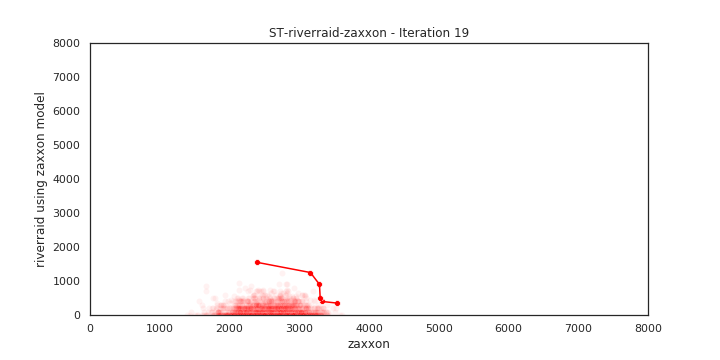 ST-riverraid-zaxxon - Iteration 19
8000
7000
6000
5000
4000
3000
2000
1000
0
riverraid using zaxxon model
0 1000 2000 3000 4000 5000 6000 7000 8000
zaxxon